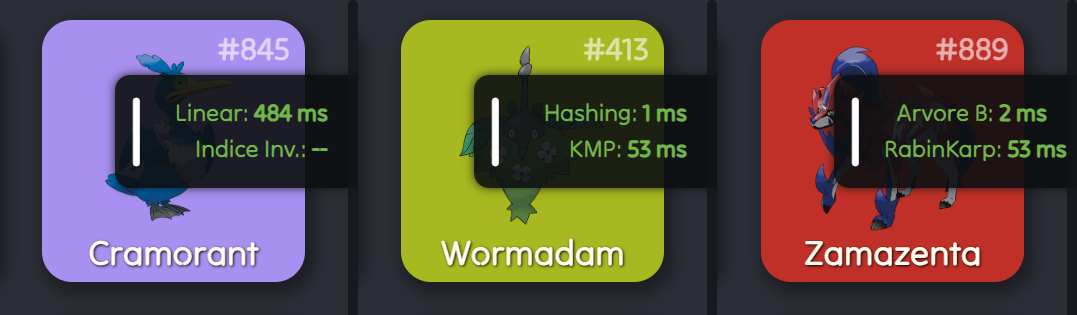 #845
Linear: 484 ms
Indice Inv.: --
Cramorant
#413
Hashing: 1 ms
KMP: 53 ms
Wormadam
#889
Arvore B: 2 ms
RabinKarp: 53 ms
Zamazenta